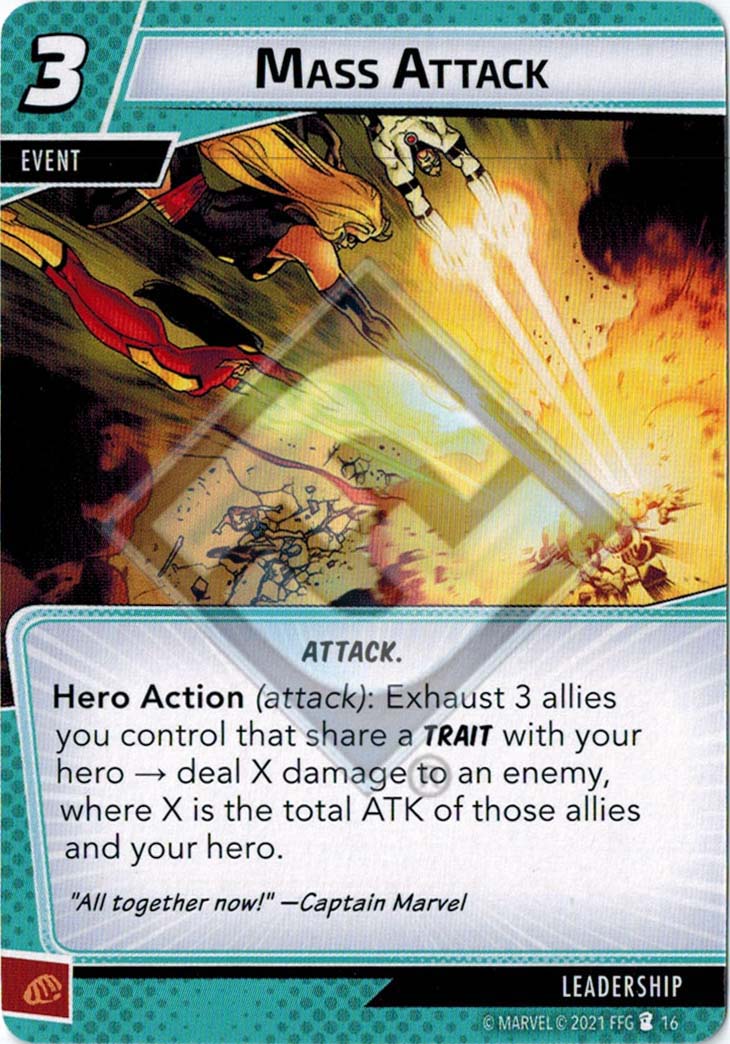 3
MASS ATTACK
EVENT
ATTACK.
Hero Action (attack): Exhaust 3 allies
you control that share a TRAIT with your
hero → deal X damage to an enemy,
where X is the total ATK of those allies
and your hero.
"All together now!" —Captain Marvel
LEADERSHIP
© MARVEL © 2021 FFG 16